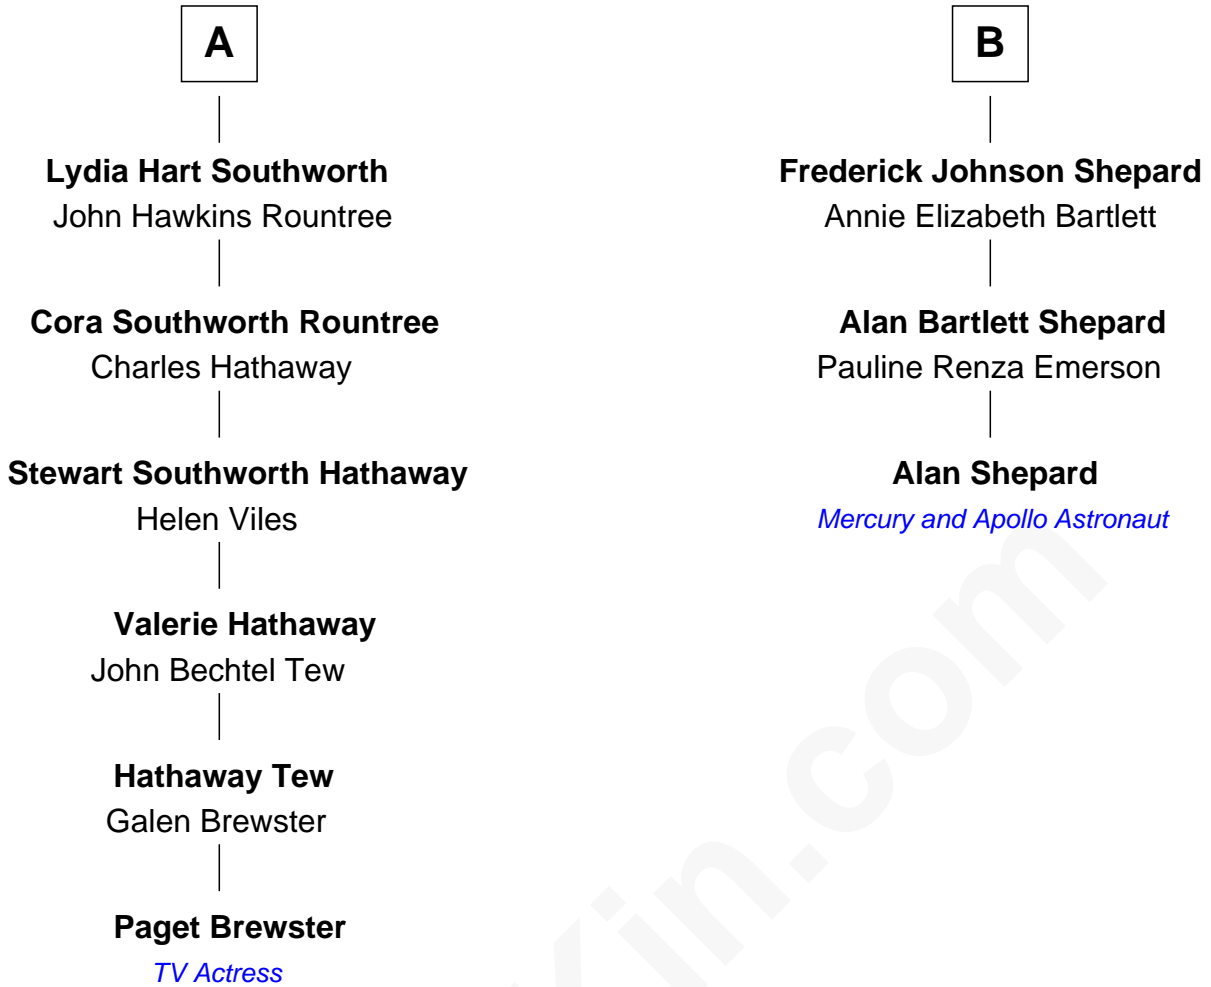 A
Lydia Hart Southworth
John Hawkins Rountree
Cora Southworth Rountree
Charles Hathaway
Stewart Southworth Hathaway
Helen Viles
Valerie Hathaway
John Bechtel Tew
Hathaway Tew
Galen Brewster
Paget Brewster
TV Actress
B
Frederick Johnson Shepard
Annie Elizabeth Bartlett
Alan Bartlett Shepard
Pauline Renza Emerson
Alan Shepard
Mercury and Apollo Astronaut
Kin.com